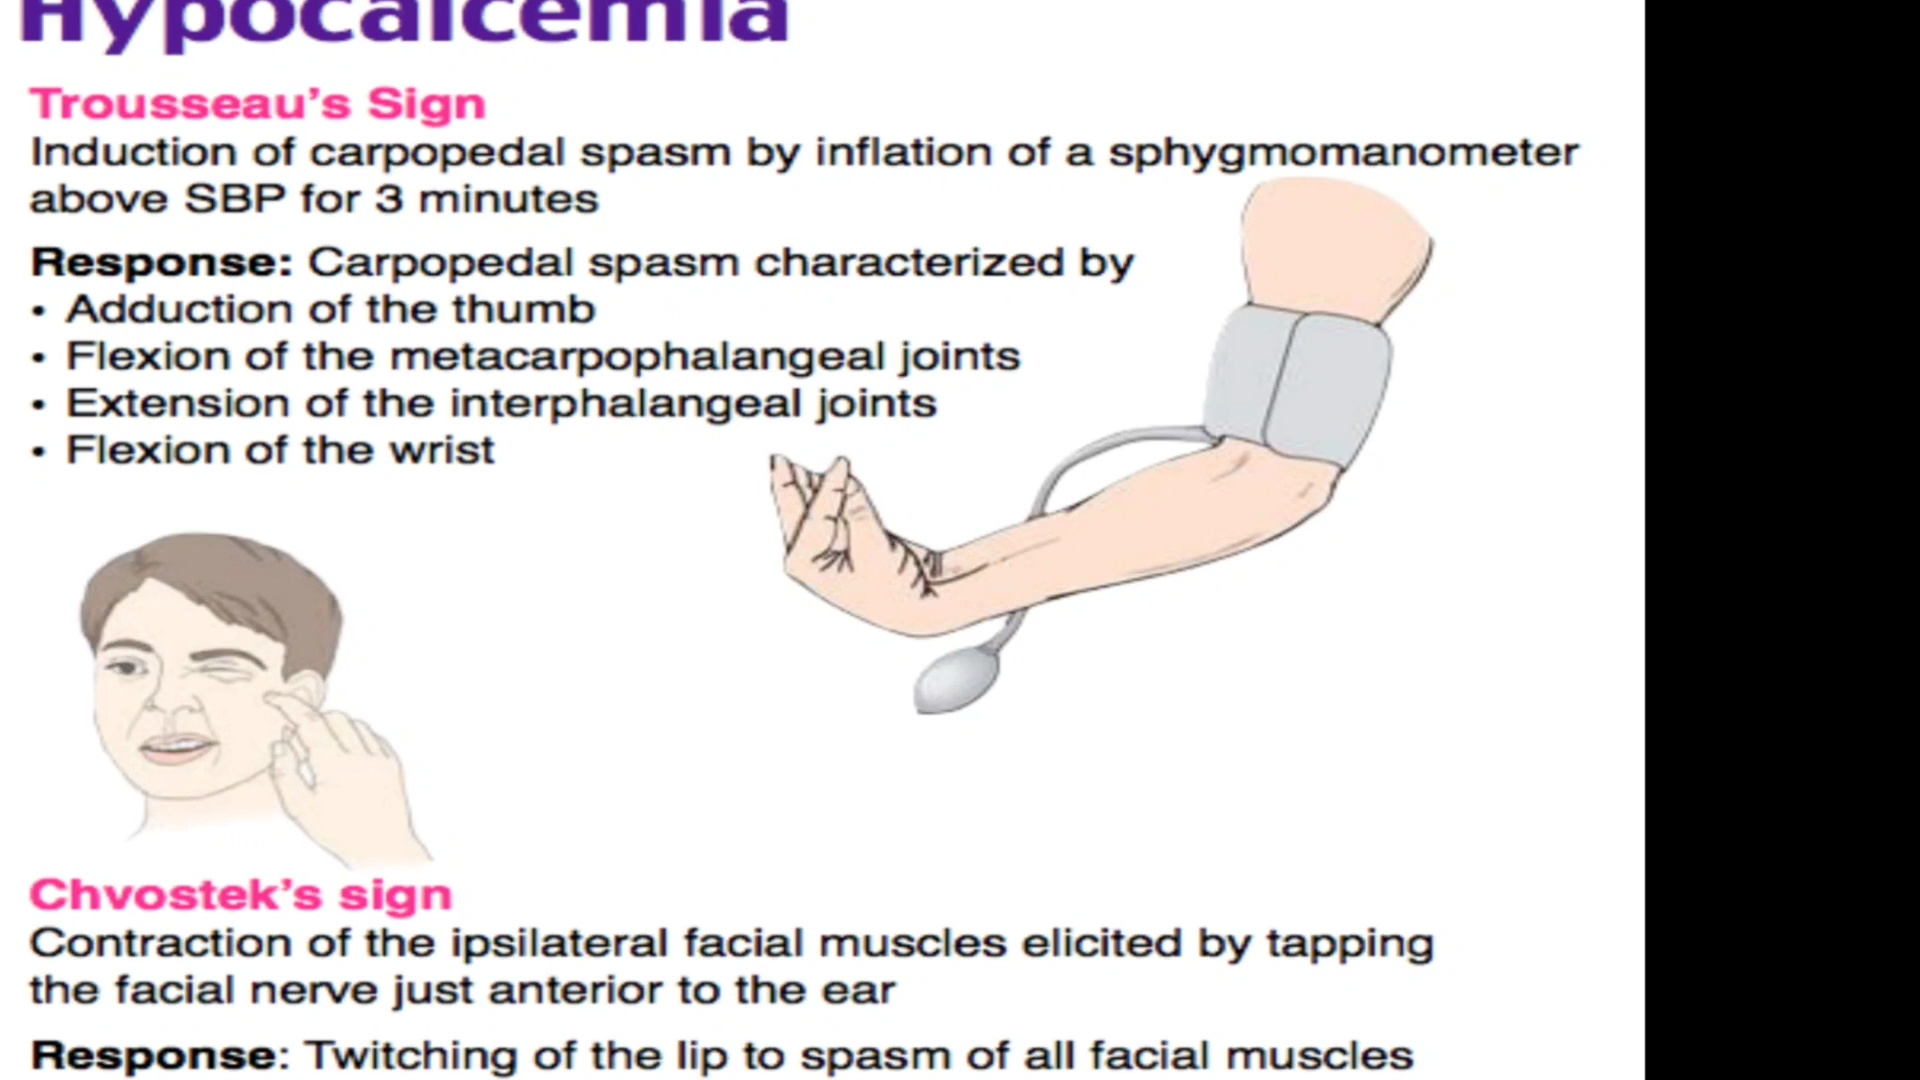 Hypocalcemia
Trousseau's Sign
Induction of carpopedal spasm by inflation of a sphygmomanometer
above SBP for 3 minutes
Response: Carpopedal spasm characterized by
• Adduction of the thumb
• Flexion of the metacarpophalangeal joints
• Extension of the interphalangeal joints
• Flexion of the wrist
Chvostek's sign
Contraction of the ipsilateral facial muscles elicited by tapping
the facial nerve just anterior to the ear
Response: Twitching of the lip to spasm of all facial muscles